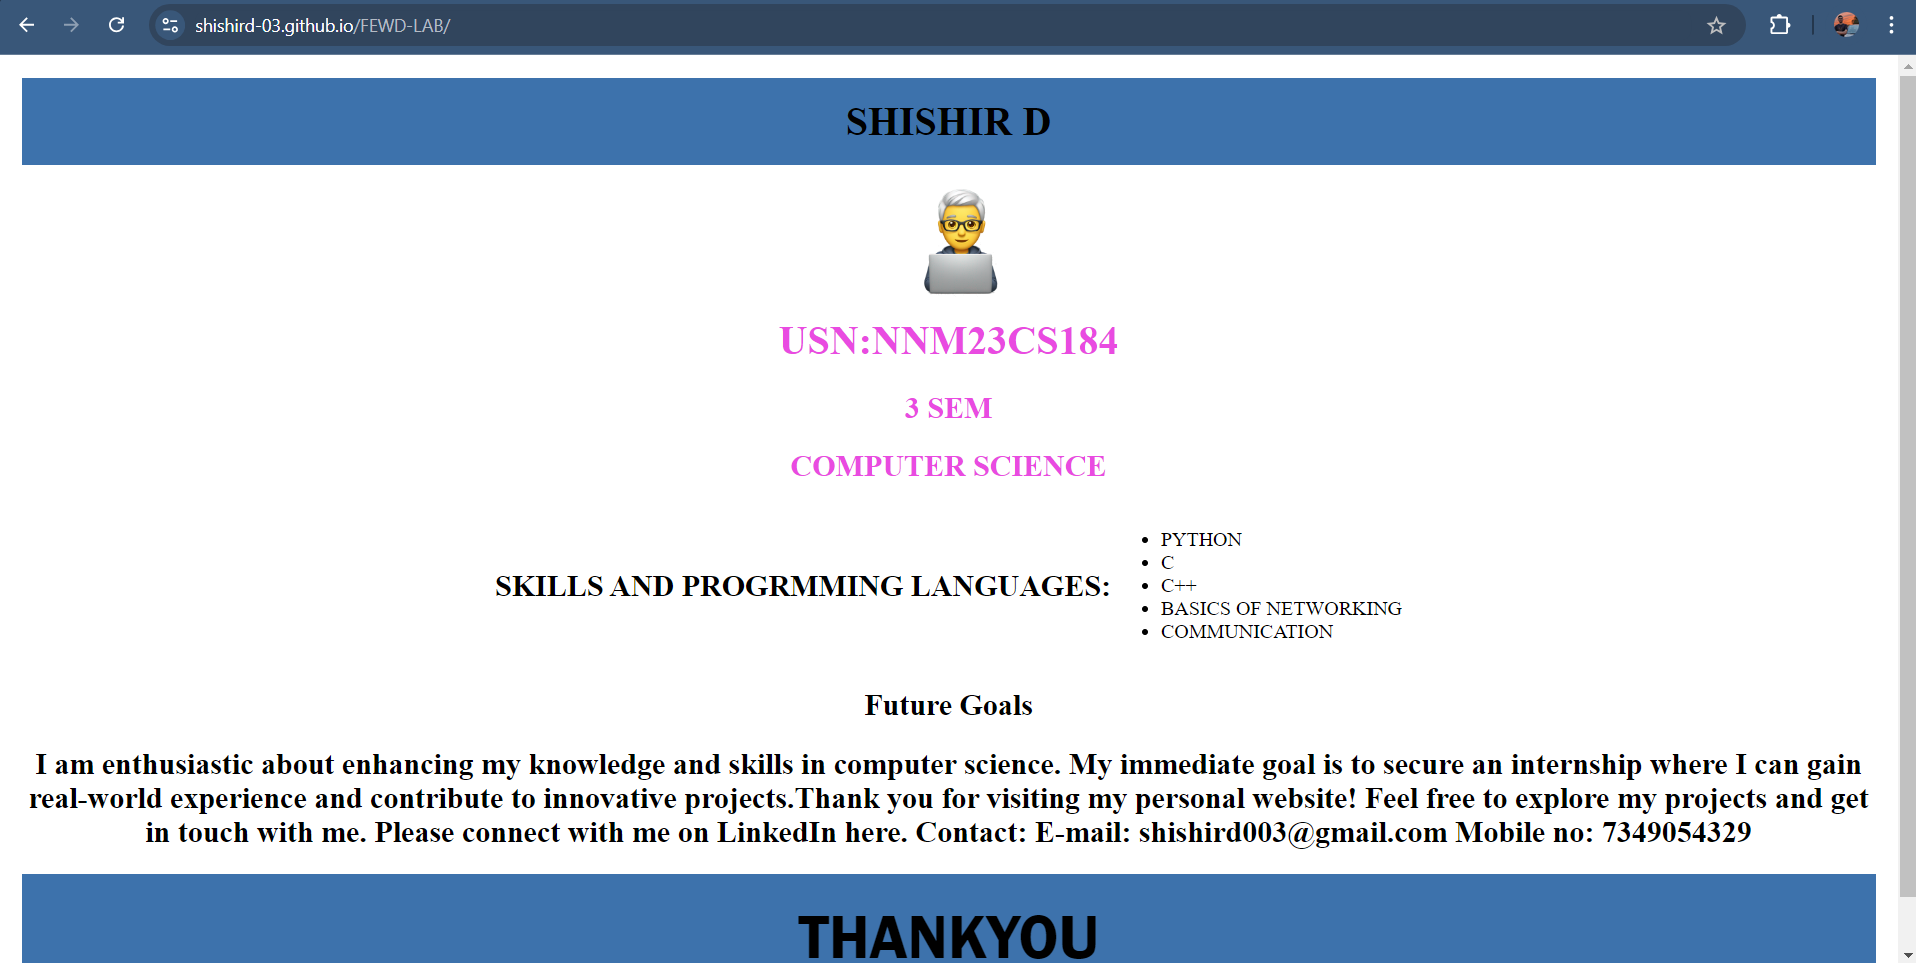 shishird-03.github.io/FEWD-LAB/
SHISHIR D
USN:NNM23CS184
3 SEM
COMPUTER SCIENCE
SKILLS AND PROGRMMING LANGUAGES:
PYTHON
C
C++
BASICS OF NETWORKING
COMMUNICATION
Future Goals
I am enthusiastic about enhancing my knowledge and skills in computer science. My immediate goal is to secure an internship where I can gain
real-world experience and contribute to innovative projects.Thank you for visiting my personal website! Feel free to explore my projects and get
in touch with me. Please connect with me on LinkedIn here. Contact: E-mail: shishird003@gmail.com Mobile no: 7349054329
THANKYOU